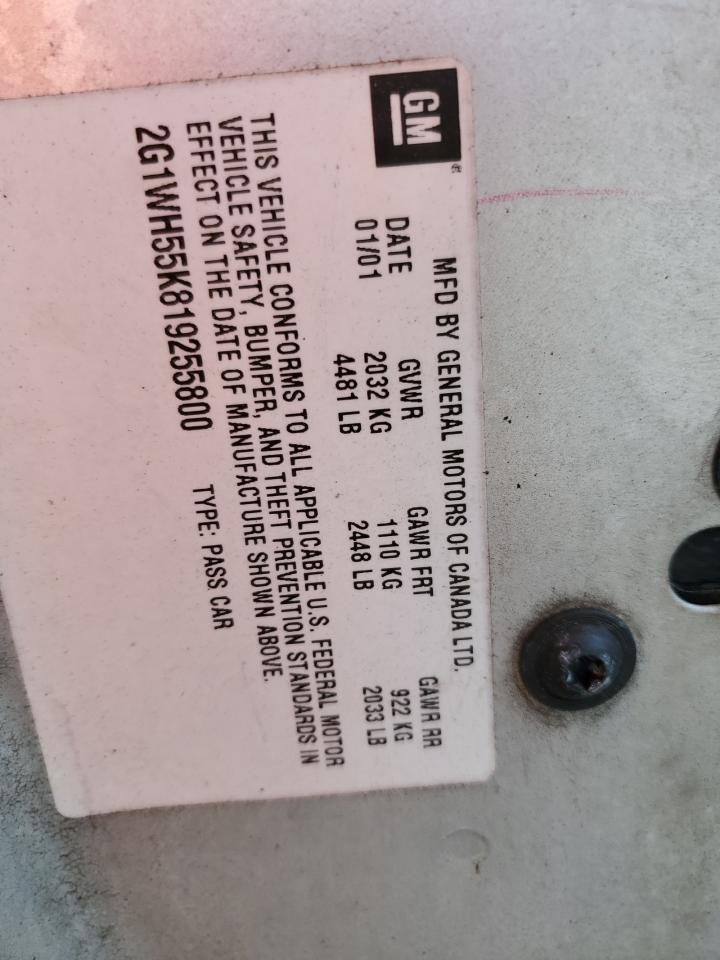 GM
MFD BY GENERAL MOTORS OF CANADA LTD.
DATE GVWR GAWR FRT GAWR RR
01/01 2032 KG 1110 KG 922 KG
4481 LB 2448 LB 2033 LB
THIS VEHICLE CONFORMS TO ALL APPLICABLE U.S. FEDERAL MOTOR
VEHICLE SAFETY, BUMPER, AND THEFT PREVENTION STANDARDS IN
EFFECT ON THE DATE OF MANUFACTURE SHOWN ABOVE.
2G1WH55K819255800 TYPE: PASS CAR